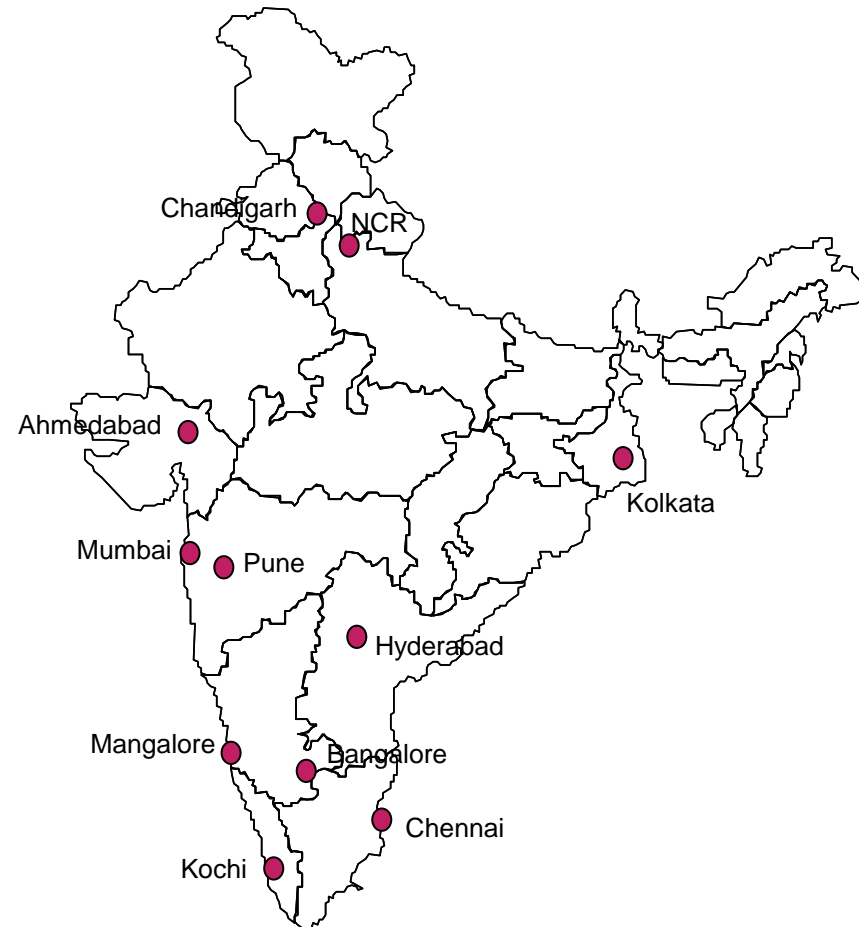 Chandigarh
NCR
Ahmedabad
Kolkata
Mumbai
Pune
Hyderabad
Mangalore
Bangalore
Chennai
Kochi